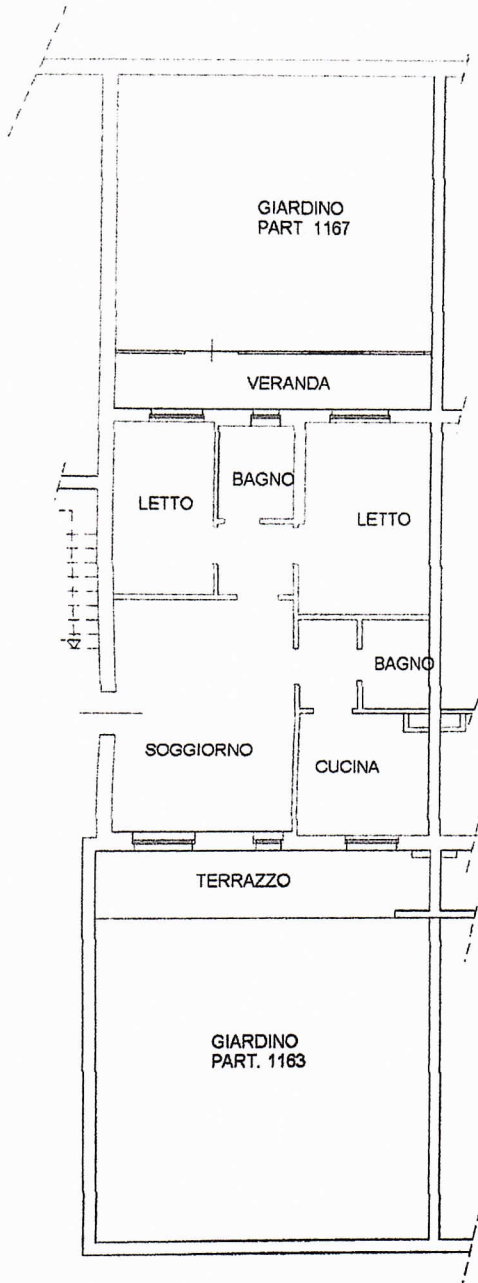 GIARDINO
PART 1167
VERANDA
BAGNO
LETTO
LETTO
BAGNO
SOGGIORNO
CUCINA
TERRAZZO
GIARDINO
PART. 1163